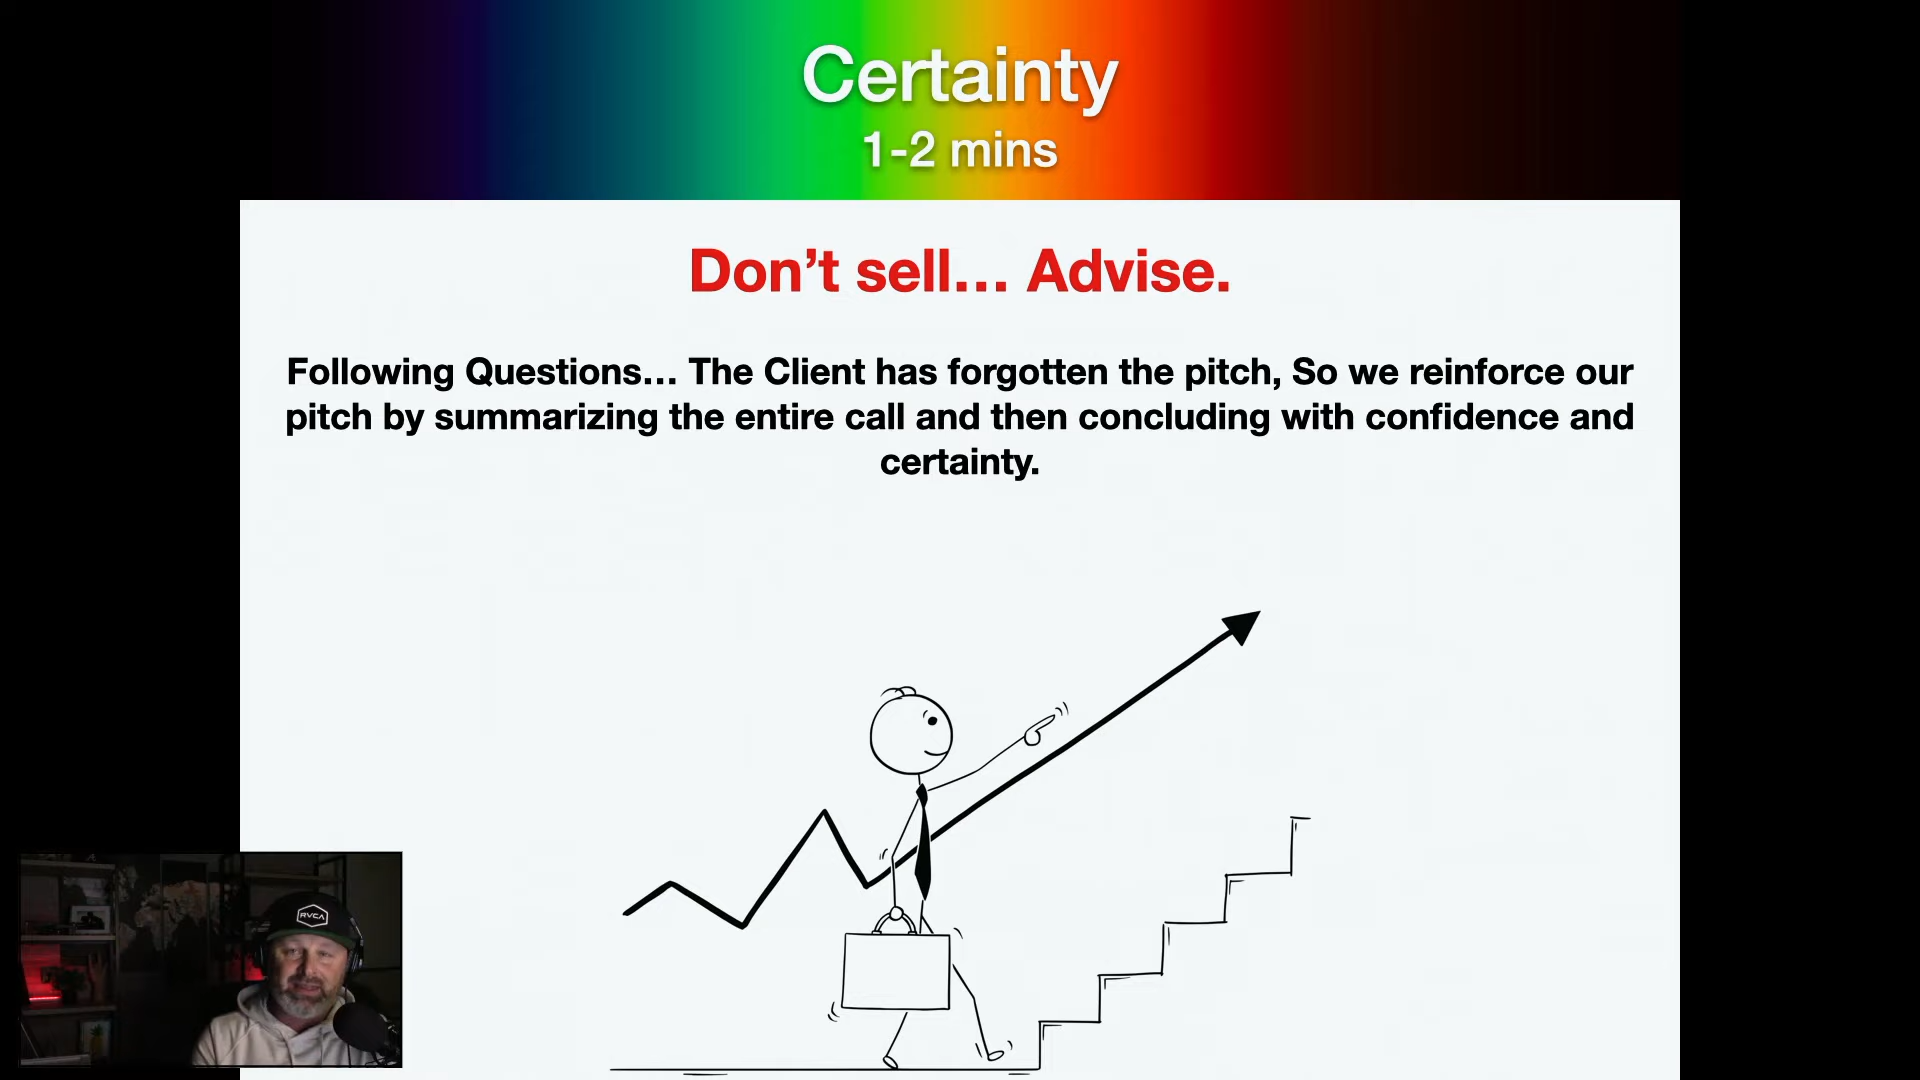 Certainty
1-2 mins
Don’t sell... Advise.
Following Questions... The Client has forgotten the pitch, So we reinforce our
pitch by summarizing the entire call and then concluding with confidence and
certainty.
RVCA